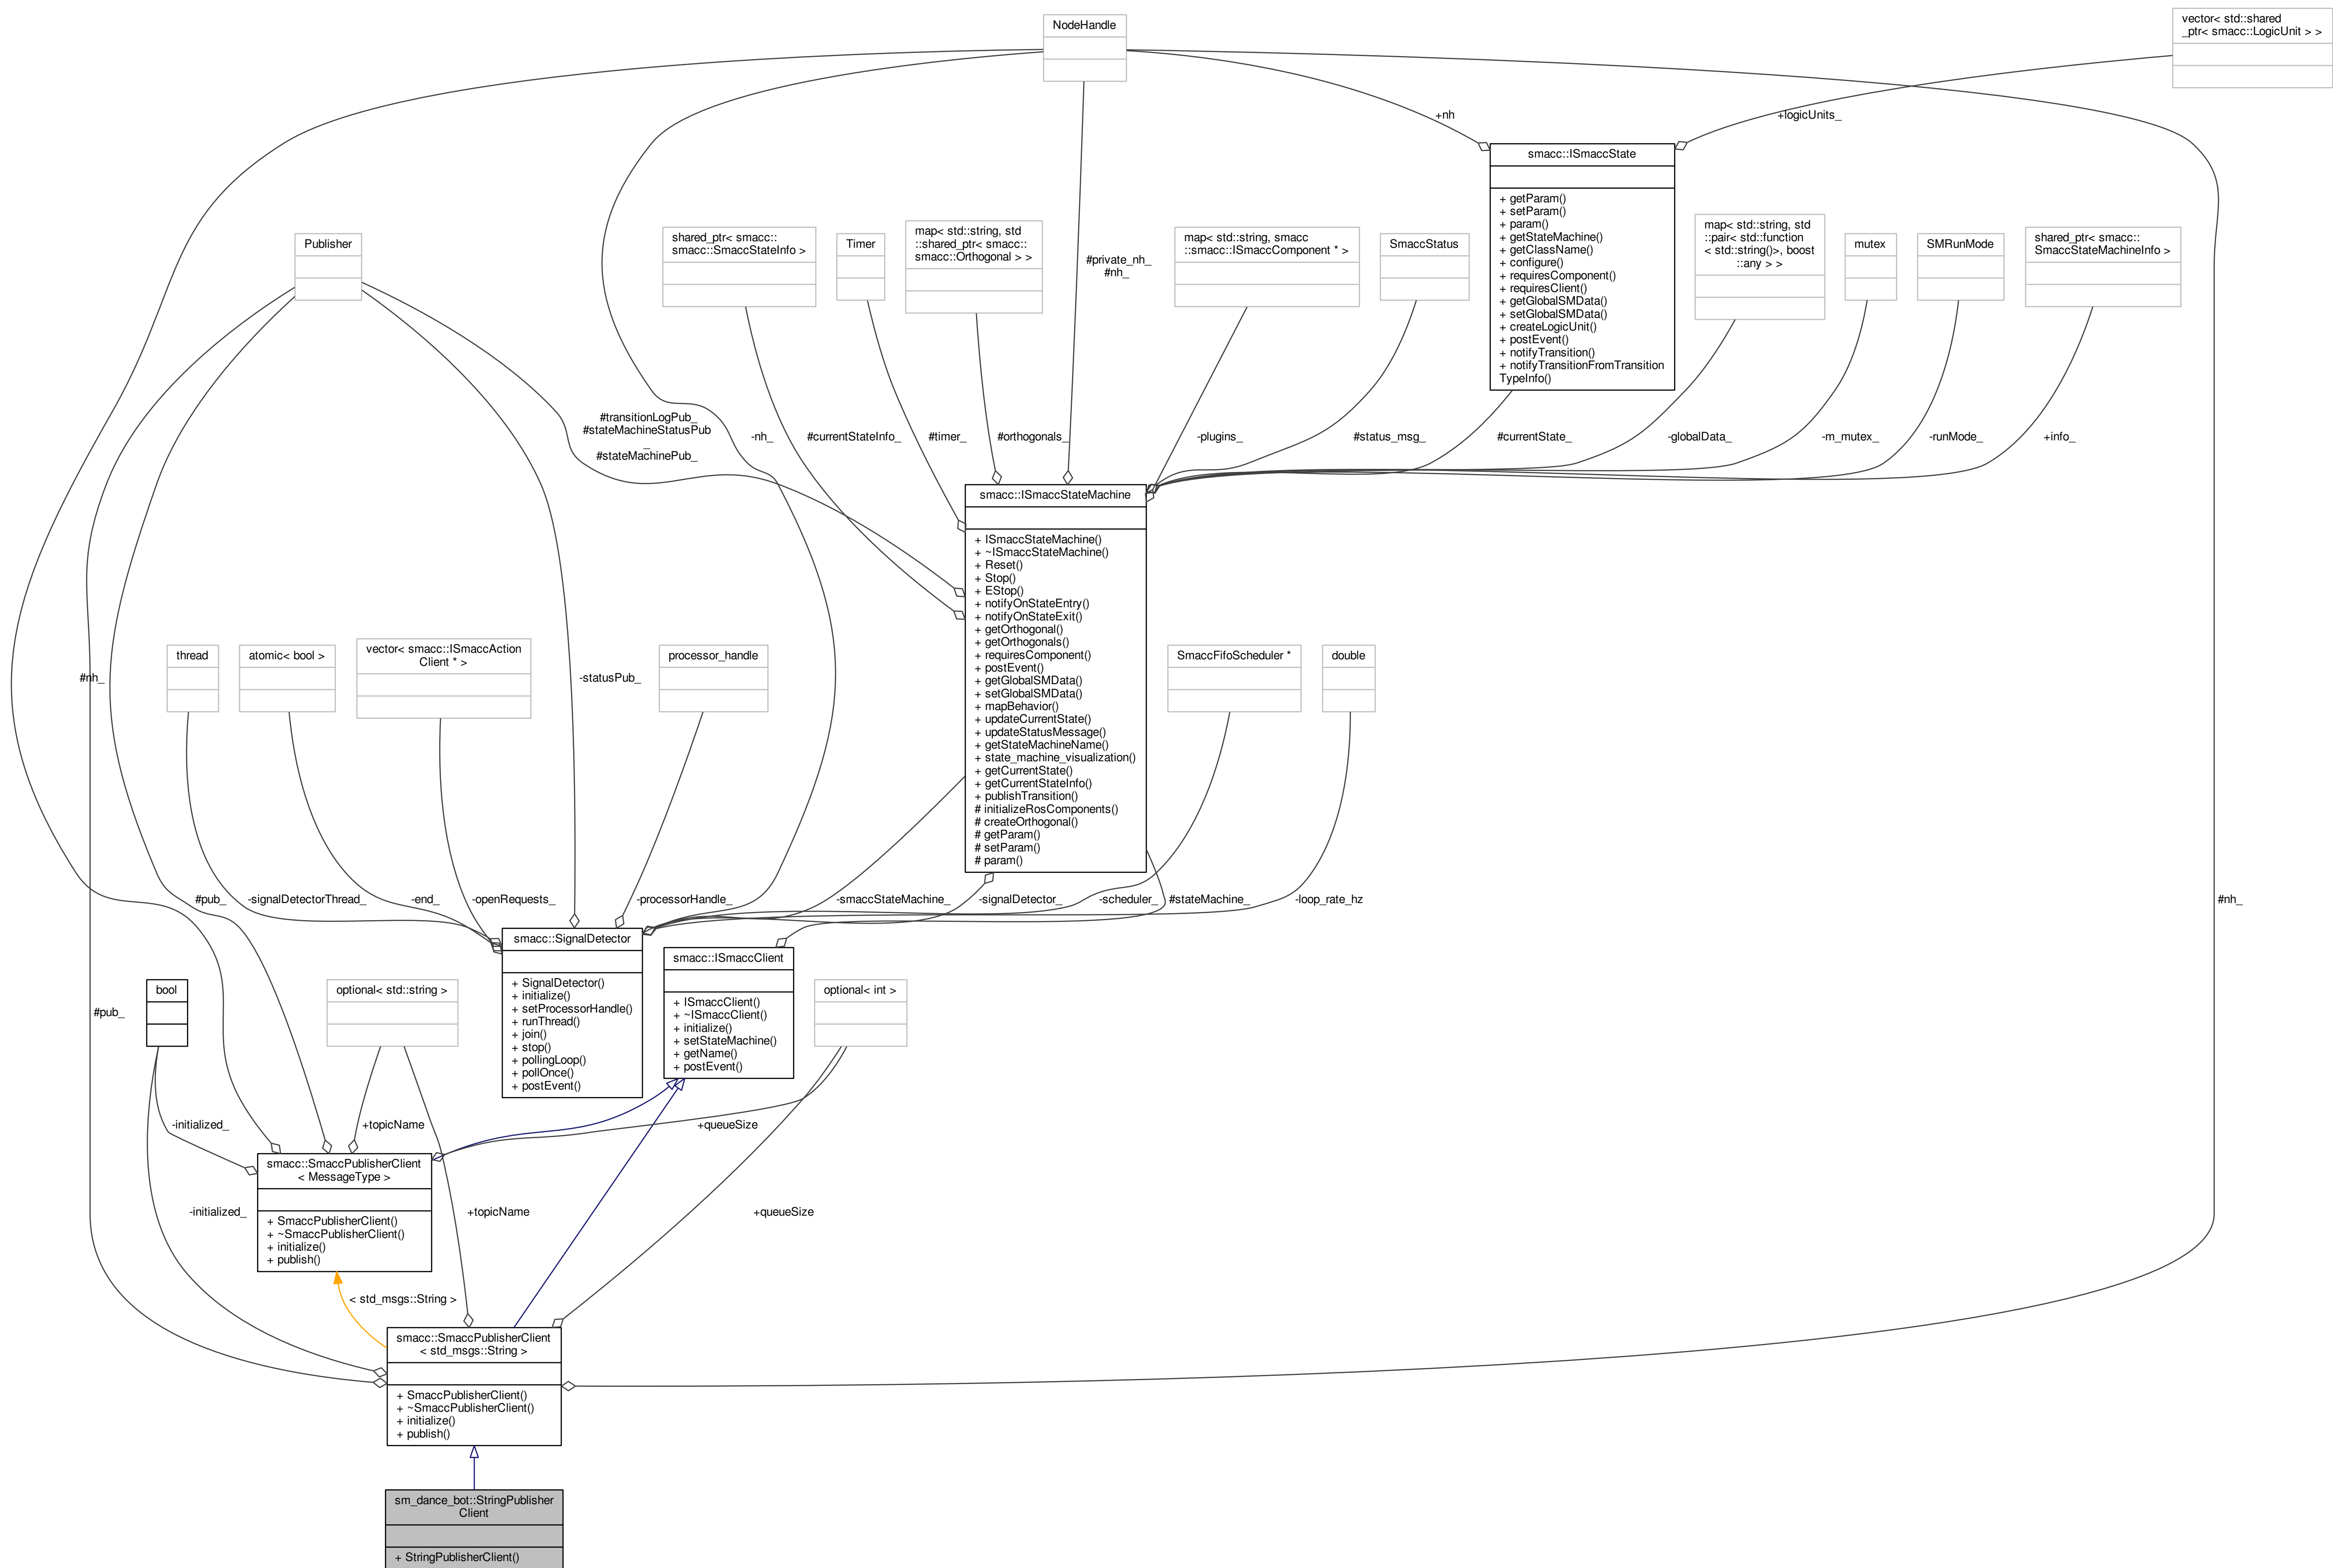 NodeHandle
vector< std::shared
_ptr< smacc::LogicUnit > >
+nh
+logicUnits_
smacc::ISmaccState
+ getParam()
+ setParam()
+ param()
+ getStateMachine()
+ getClassName()
+ configure()
+ requiresComponent()
+ requiresClient()
+ getGlobalSMData()
+ setGlobalSMData()
+ createLogicUnit()
+ postEvent()
+ notifyTransition()
+ notifyTransitionFromTransition
TypeInfo()
Publisher
shared_ptr< smacc::
smacc::SmaccStateInfo >
Timer
map< std::string, std
::shared_ptr< smacc::
smacc::Orthogonal > >
#private_nh_
#nh_
map< std::string, smacc
::smacc::ISmaccComponent * >
SmaccStatus
map< std::string, std
::pair< std::function
< std::string()>, boost
::any > >
mutex
SMRunMode
shared_ptr< smacc::
SmaccStateMachineInfo >
#transitionLogPub_
#stateMachineStatusPub
_
#stateMachinePub_
-nh_
#currentStateInfo_
#timer_
#orthogonals_
-plugins_
#status_msg_
#currentState_
-globalData_
-m_mutex_
-runMode_
+info_
smacc::ISmaccStateMachine
+ ISmaccStateMachine()
+ ~ISmaccStateMachine()
+ Reset()
+ Stop()
+ EStop()
+ notifyOnStateEntry()
+ notifyOnStateExit()
+ getOrthogonal()
+ getOrthogonals()
+ requiresComponent()
+ postEvent()
+ getGlobalSMData()
+ setGlobalSMData()
+ mapBehavior()
+ updateCurrentState()
+ updateStatusMessage()
+ getStateMachineName()
+ state_machine_visualization()
+ getCurrentState()
+ getCurrentStateInfo()
+ publishTransition()
# initializeRosComponents()
# createOrthogonal()
# getParam()
# setParam()
# param()
#nh_
thread
atomic< bool >
vector< smacc::ISmaccAction
Client * >
-statusPub_
processor_handle
SmaccFifoScheduler *
double
#pub_
-signalDetectorThread_
-end_
-openRequests_
-processorHandle_
-smaccStateMachine_
-signalDetector_
-scheduler_
#stateMachine_
-loop_rate_hz
#nh_
smacc::SignalDetector
+ SignalDetector()
+ initialize()
+ setProcessorHandle()
+ runThread()
+ join()
+ stop()
+ pollingLoop()
+ pollOnce()
+ postEvent()
smacc::ISmaccClient
+ ISmaccClient()
+ ~ISmaccClient()
+ initialize()
+ setStateMachine()
+ getName()
+ postEvent()
#pub_
bool
optional< std::string >
optional< int >
-initialized_
+topicName
+queueSize
smacc::SmaccPublisherClient
< MessageType >
+ SmaccPublisherClient()
+ ~SmaccPublisherClient()
+ initialize()
+ publish()
-initialized_
+topicName
+queueSize
< std_msgs::String >
smacc::SmaccPublisherClient
< std_msgs::String >
+ SmaccPublisherClient()
+ ~SmaccPublisherClient()
+ initialize()
+ publish()
sm_dance_bot::StringPublisher
Client
+ StringPublisherClient()